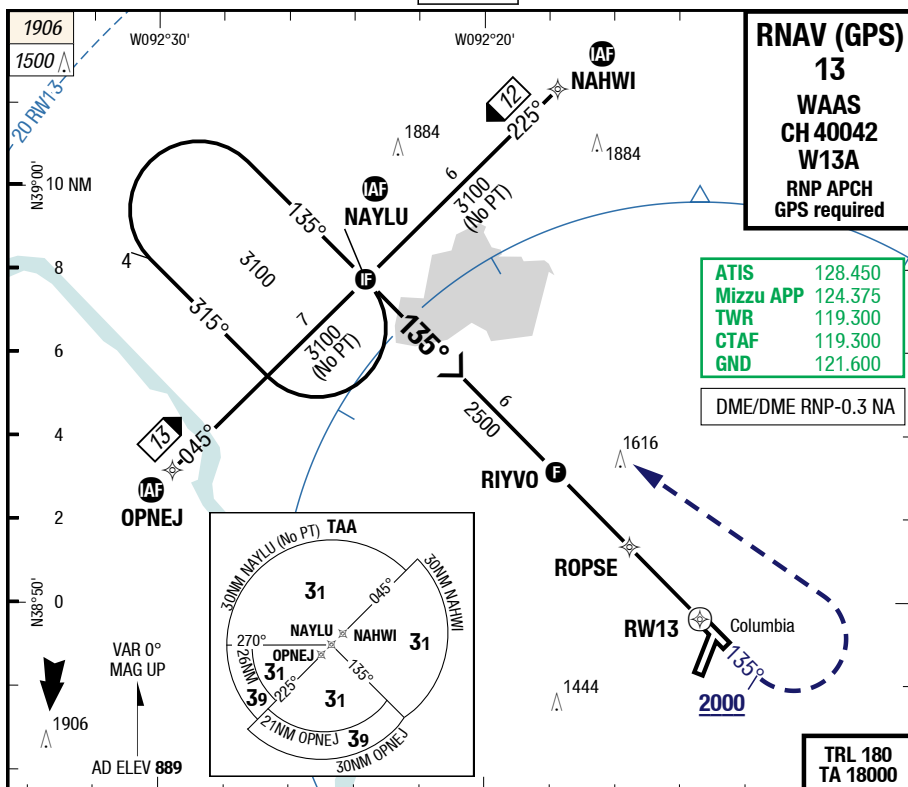 1906
1500
W092°30'
W092°20'
RNAV (GPS)
13
WAAS
CH 40042
W13A
RNP APCH
GPS required
IAF
NAHWI
12
225°
20 RW13
1884
1884
6
3100
(No PT)
N39°00'
10 NM
IAF
NAYLU
135°
3100
4
IF
8
315°
7
3100
(No PT)
135°
ATIS 128.450
Mizzu APP 124.375
TWR 119.300
CTAF 119.300
GND 121.600
DME/DME RNP-0.3 NA
6
6
2500
4
13
045°
1616
RIYVO
F
IAF
OPNEJ
2
TAA
30NM NAYLU (No PT)
30NM NAHWI
31
045°
NAYLU
NAHWI
270°
OPNEJ
31
26NM
31
225°
135°
39
31
21NM OPNEJ
39
30NM OPNEJ
ROPSE
N38°50'
0
RW13
Columbia
135°
2000
VAR 0°
MAG UP
1444
1906
AD ELEV 889
TRL 180
TA 18000